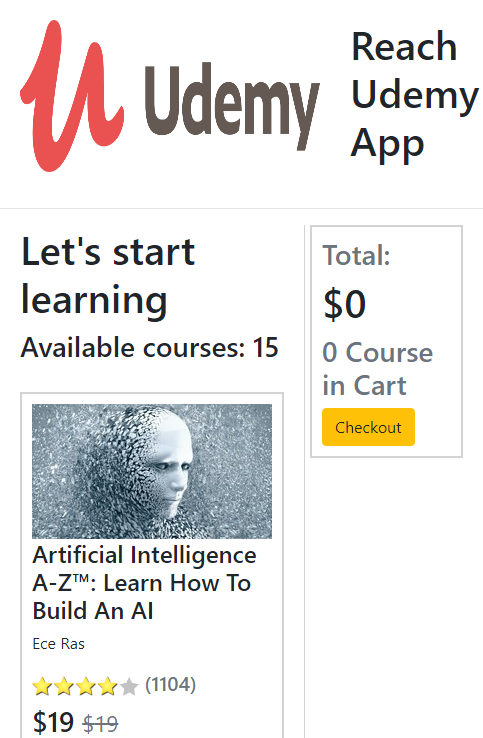 Udemy
Reach
Udemy
App
Let's start
learning
Available courses: 15
Artificial Intelligence
A-Z™: Learn How To
Build An AI
Ece Ras
(1104)
$19 $19
Total:
$0
0 Course
in Cart
Checkout